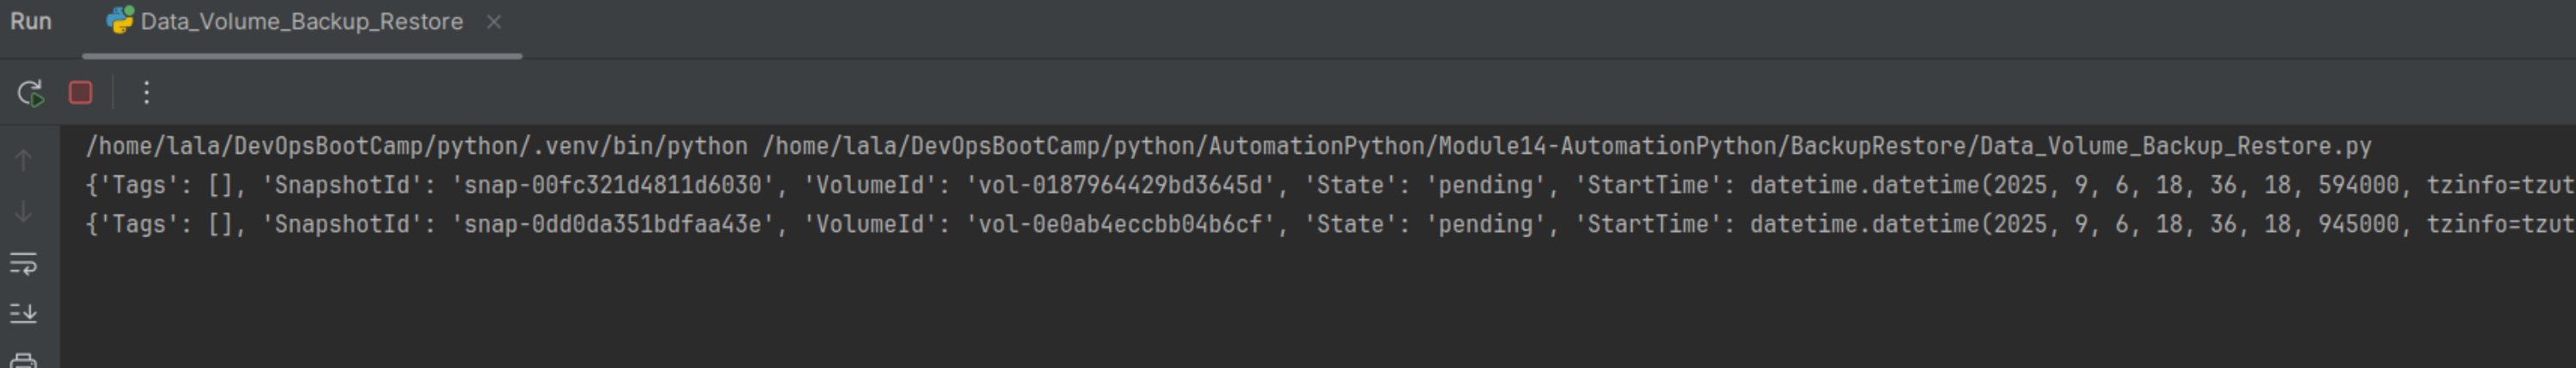 Run Data_Volume_Backup_Restore
/home/lala/DevOpsBootCamp/python/.venv/bin/python /home/lala/DevOpsBootCamp/python/AutomationPython/Module14-AutomationPython/BackupRestore/Data_Volume_Backup_Restore.py
{'Tags': [], 'SnapshotId': 'snap-00fc321d4811d6030', 'VolumeId': 'vol-0187964429bd3645d', 'State': 'pending', 'StartTime': datetime.datetime(2025, 9, 6, 18, 36, 18, 594000, tzinfo=tzut
{'Tags': [], 'SnapshotId': 'snap-0dd0da351bdfaa43e', 'VolumeId': 'vol-0e0ab4eccbb04b6cf', 'State': 'pending', 'StartTime': datetime.datetime(2025, 9, 6, 18, 36, 18, 945000, tzinfo=tzut